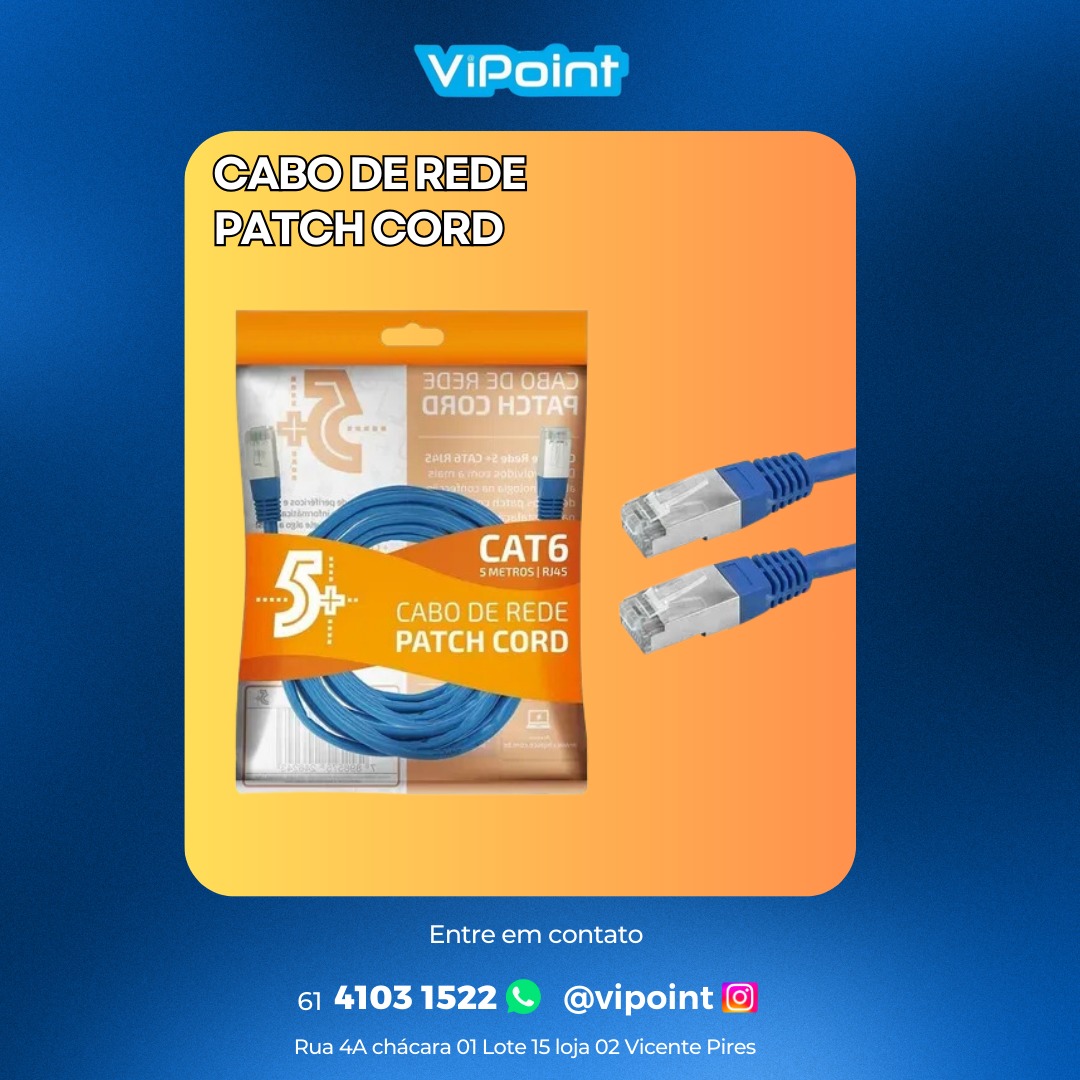 ViPoint
CABO DE REDE
PATCH CORD
CABO DE REDE
PATCH CORD
5+
CAT6
5 METROS | RJ45
5+
CABO DE REDE
PATCH CORD
Entre em contato
61 4103 1522 @vipoint
Rua 4A chácara 01 Lote 15 loja 02 Vicente Pires